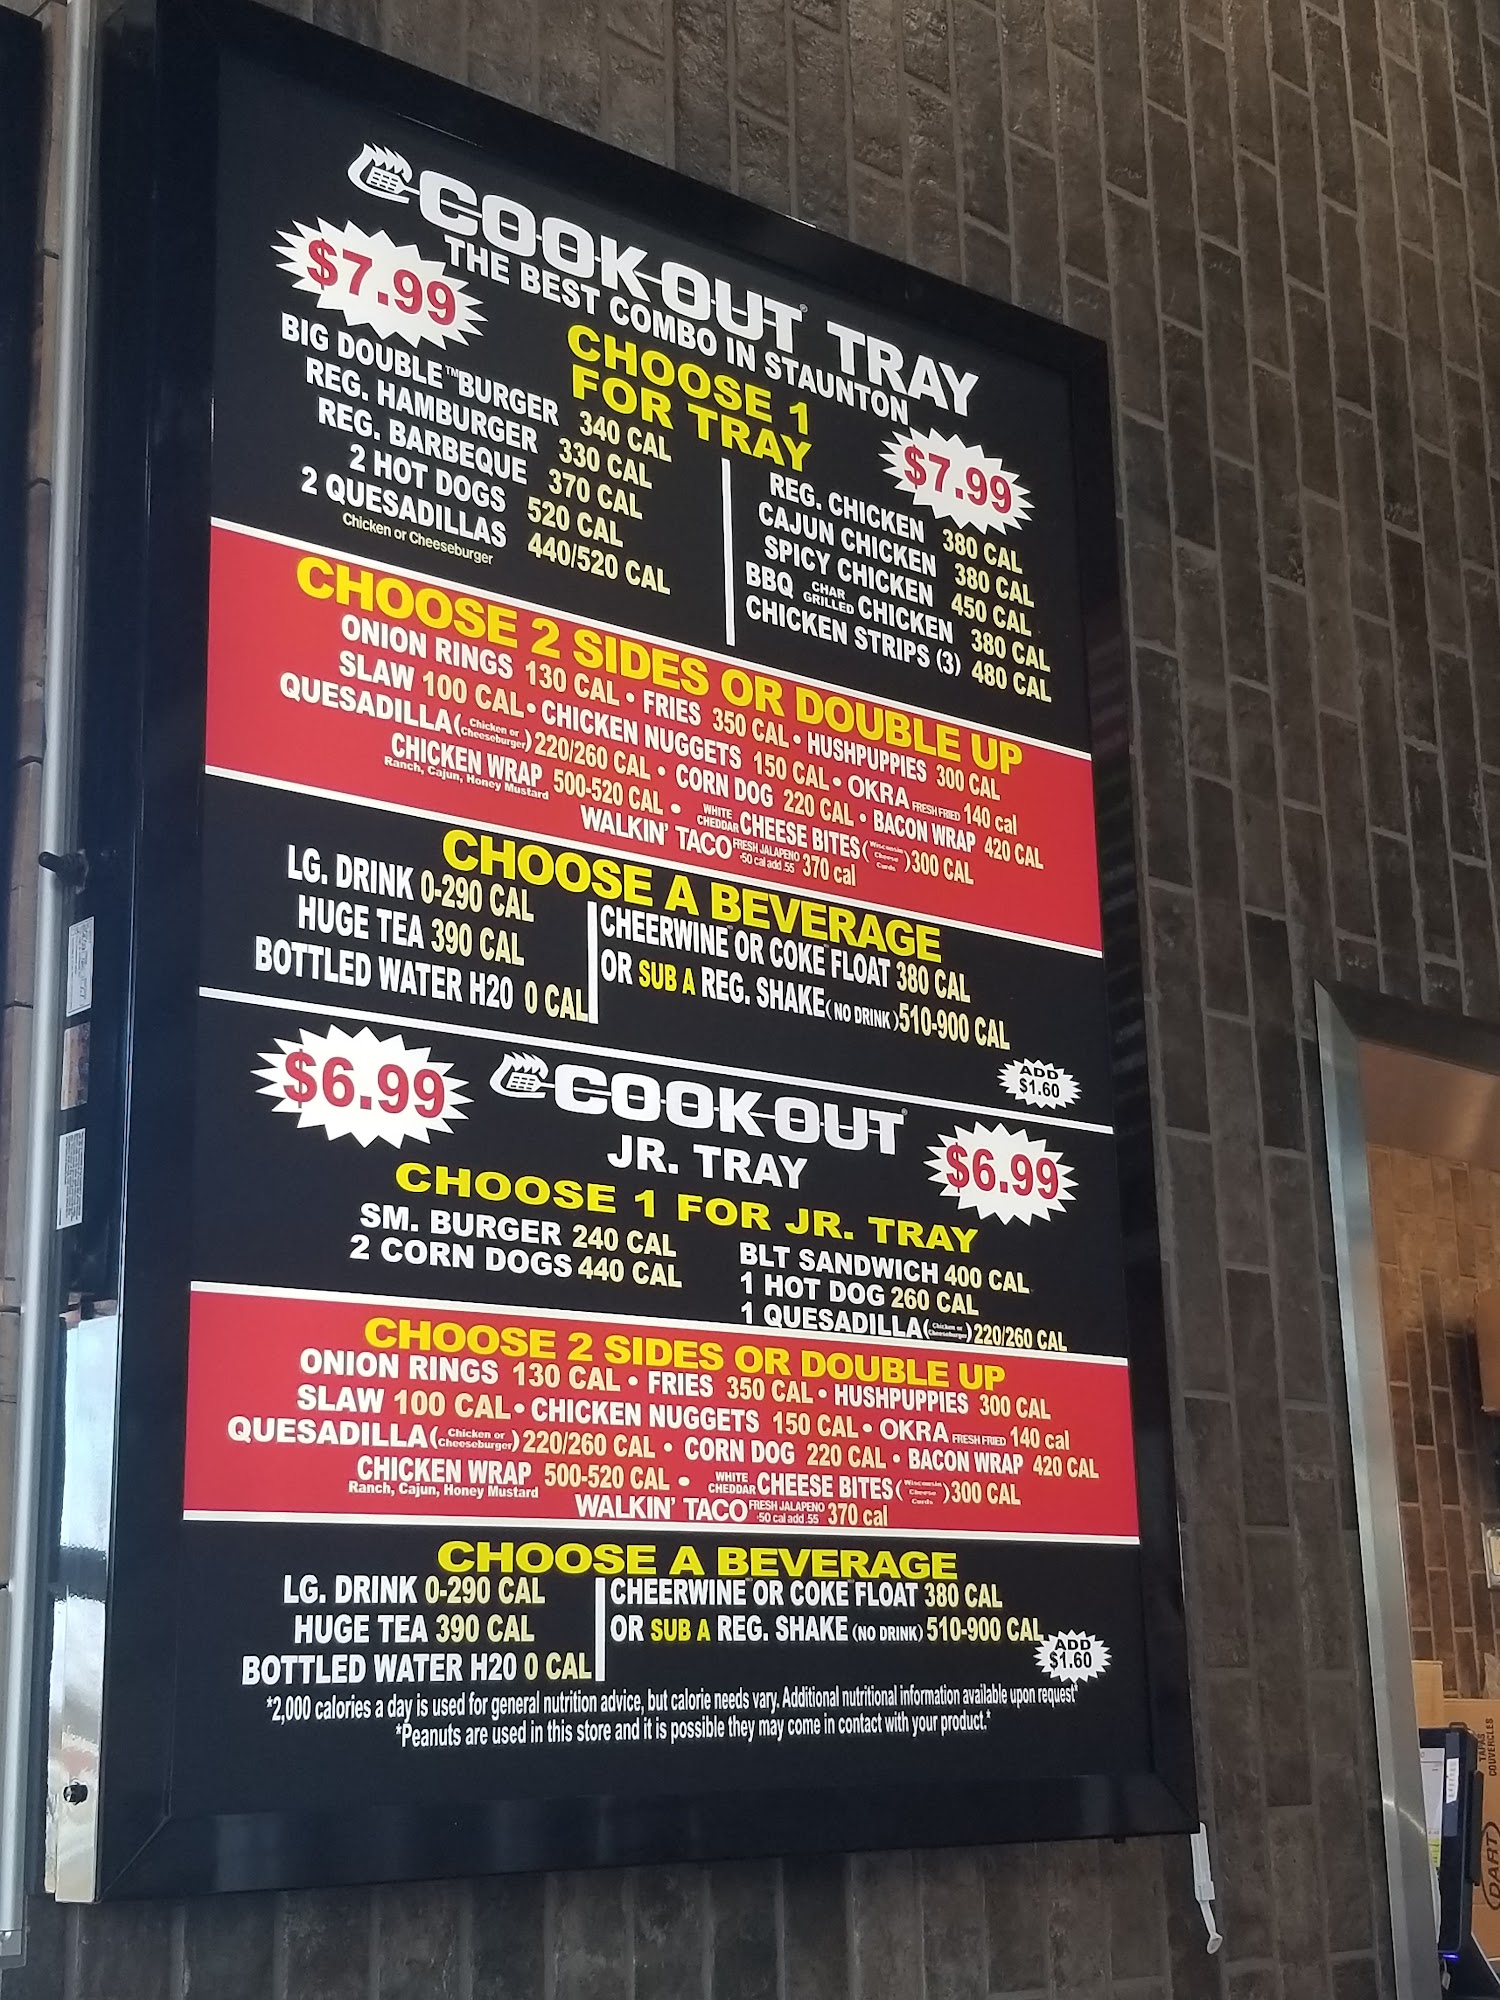 COOK-OUT® TRAY
THE BEST COMBO IN STAUNTON
$7.99
CHOOSE 1
FOR TRAY
$7.99
BIG DOUBLE™ BURGER 340 CAL
REG. HAMBURGER 330 CAL
REG. BARBEQUE 370 CAL
2 HOT DOGS 520 CAL
2 QUESADILLAS 440/520 CAL
Chicken or Cheeseburger
REG. CHICKEN 380 CAL
CAJUN CHICKEN 380 CAL
SPICY CHICKEN 450 CAL
BBQ CHAR GRILLED CHICKEN 380 CAL
CHICKEN STRIPS (3) 480 CAL
CHOOSE 2 SIDES OR DOUBLE UP
ONION RINGS 130 CAL • FRIES 350 CAL • HUSHPUPPIES 300 CAL
SLAW 100 CAL • CHICKEN NUGGETS 150 CAL • OKRA FRESH FRIED 140 cal
QUESADILLA (Chicken or Cheeseburger) 220/260 CAL • CORN DOG 220 CAL • BACON WRAP 420 CAL
CHICKEN WRAP 500-520 CAL • WHITE CHEDDAR CHEESE BITES (Wisconsin Cheese Curds) 300 CAL
Ranch, Cajun, Honey Mustard
WALKIN' TACO FRESH JALAPENO 50 cal add .55 370 cal
CHOOSE A BEVERAGE
LG. DRINK 0-290 CAL
HUGE TEA 390 CAL
BOTTLED WATER H20 0 CAL
CHEERWINE OR COKE FLOAT 380 CAL
OR SUB A REG. SHAKE (NO DRINK) 510-900 CAL
ADD
$1.60
$6.99
COOK-OUT®
JR. TRAY
$6.99
CHOOSE 1 FOR JR. TRAY
SM. BURGER 240 CAL
2 CORN DOGS 440 CAL
BLT SANDWICH 400 CAL
1 HOT DOG 260 CAL
1 QUESADILLA (Chicken or Cheeseburger) 220/260 CAL
CHOOSE 2 SIDES OR DOUBLE UP
ONION RINGS 130 CAL • FRIES 350 CAL • HUSHPUPPIES 300 CAL
SLAW 100 CAL • CHICKEN NUGGETS 150 CAL • OKRA FRESH FRIED 140 cal
QUESADILLA (Chicken or Cheeseburger) 220/260 CAL • CORN DOG 220 CAL • BACON WRAP 420 CAL
CHICKEN WRAP 500-520 CAL • WHITE CHEDDAR CHEESE BITES (Wisconsin Cheese Curds) 300 CAL
Ranch, Cajun, Honey Mustard
WALKIN' TACO FRESH JALAPENO 50 cal add .55 370 cal
CHOOSE A BEVERAGE
LG. DRINK 0-290 CAL
HUGE TEA 390 CAL
BOTTLED WATER H20 0 CAL
CHEERWINE OR COKE FLOAT 380 CAL
OR SUB A REG. SHAKE (NO DRINK) 510-900 CAL
ADD
$1.60
*2,000 calories a day is used for general nutrition advice, but calorie needs vary. Additional nutritional information available upon request*
*Peanuts are used in this store and it is possible they may come in contact with your product.*
TAPAS
COUVERCLES
DART